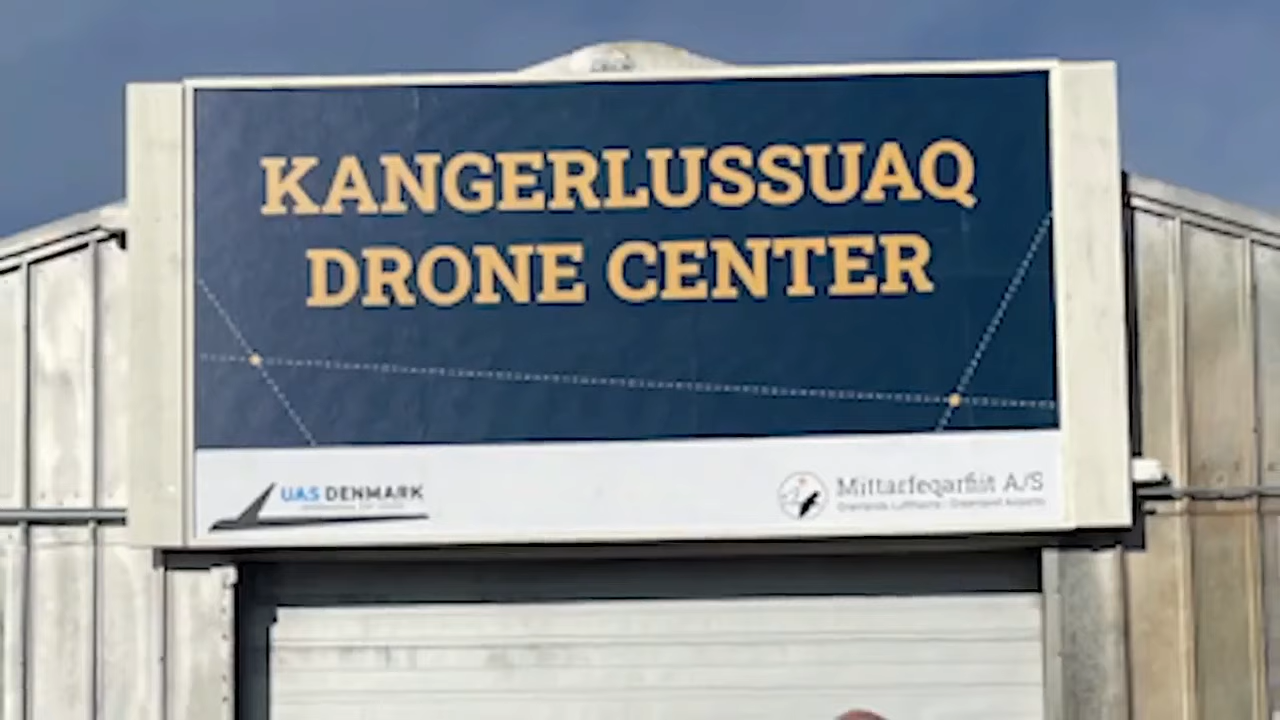 KANGERLUSSUAQ
DRONE CENTER
UAS DENMARK
Mittarfeqarfiit A/S